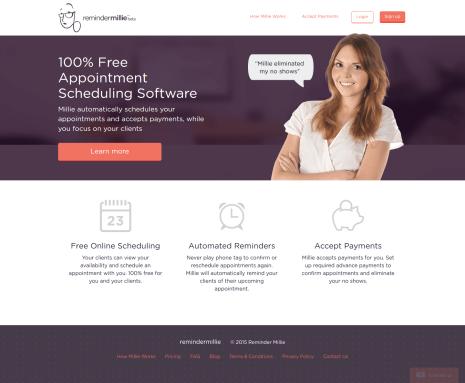 remindermillie beta
How Millie Works
Accept Payments
Login
Sign up
100% Free
Appointment
Scheduling Software
Millie automatically schedules your
appointments and accepts payments, while
you focus on your clients
Learn more
"Millie eliminated
my no shows"
23
Free Online Scheduling
Your clients can view your
availability and schedule an
appointment with you: 100% free for
you and your clients.
Automated Reminders
Never play phone tag to confirm or
reschedule appointments again.
Millie will automatically remind your
clients of their upcoming
appointment.
Accept Payments
Millie accepts payments for you. Set
up required advance payments to
confirm appointments and eliminate
your no shows.
remindermillie © 2015 Reminder Millie
How Millie Works Pricing FAQ Blog Terms & Conditions Privacy Policy Contact us